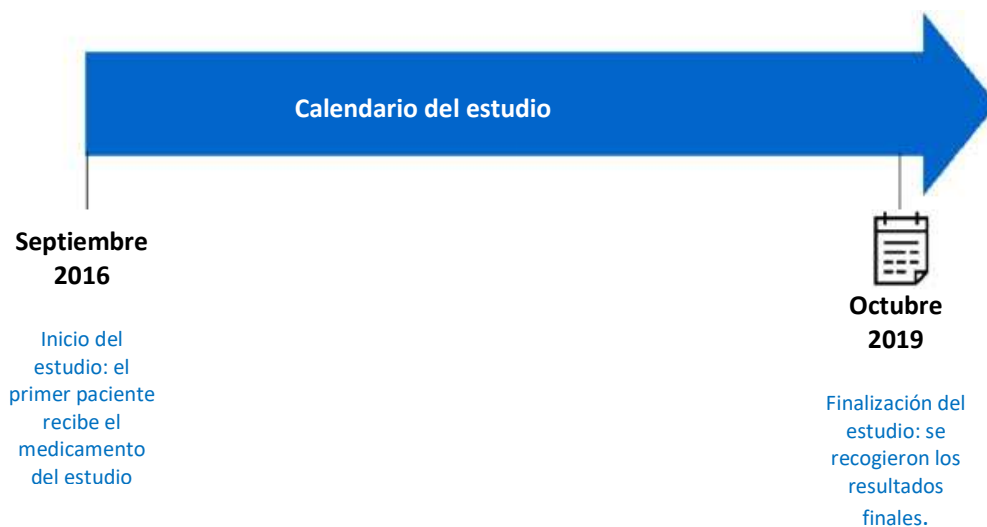 Calendario del estudio
Septiembre
2016
Inicio del
estudio: el
primer paciente
recibe el
medicamento
del estudio
Octubre
2019
Finalización del
estudio: se
recogieron los
resultados
finales.